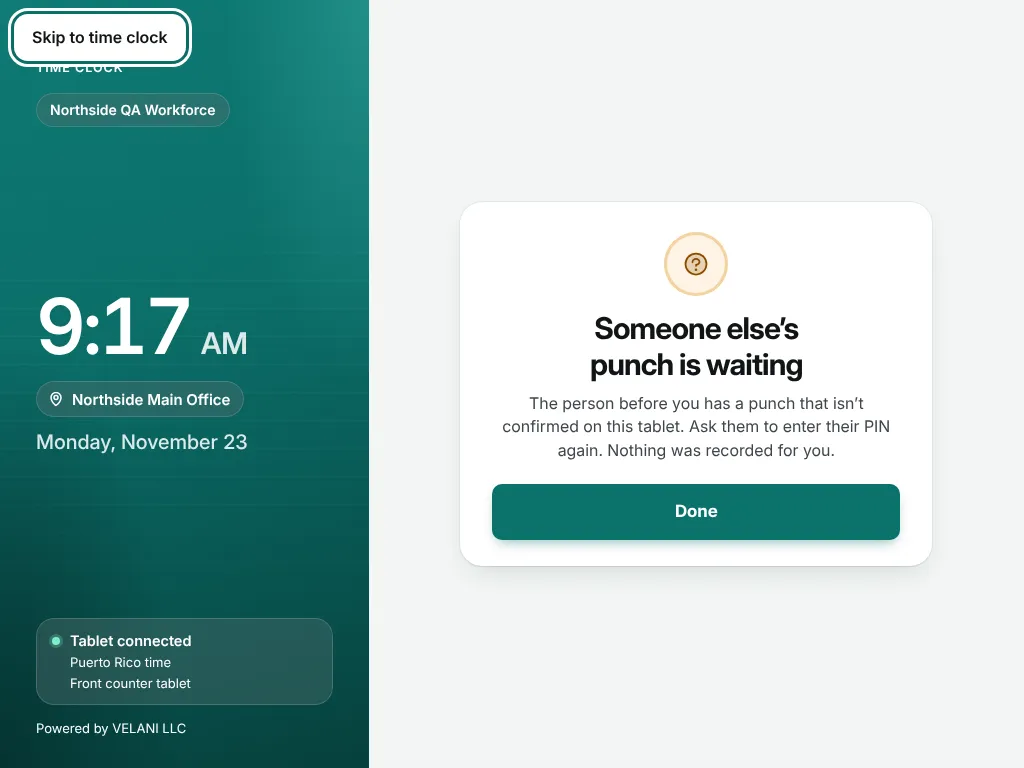 Skip to time clock
TIME CLOCK
Northside QA Workforce
9:17 AM
Northside Main Office
Monday, November 23
Tablet connected
Puerto Rico time
Front counter tablet
Powered by VELANI LLC
Someone else’s
punch is waiting
The person before you has a punch that isn’t
confirmed on this tablet. Ask them to enter their PIN
again. Nothing was recorded for you.
Done